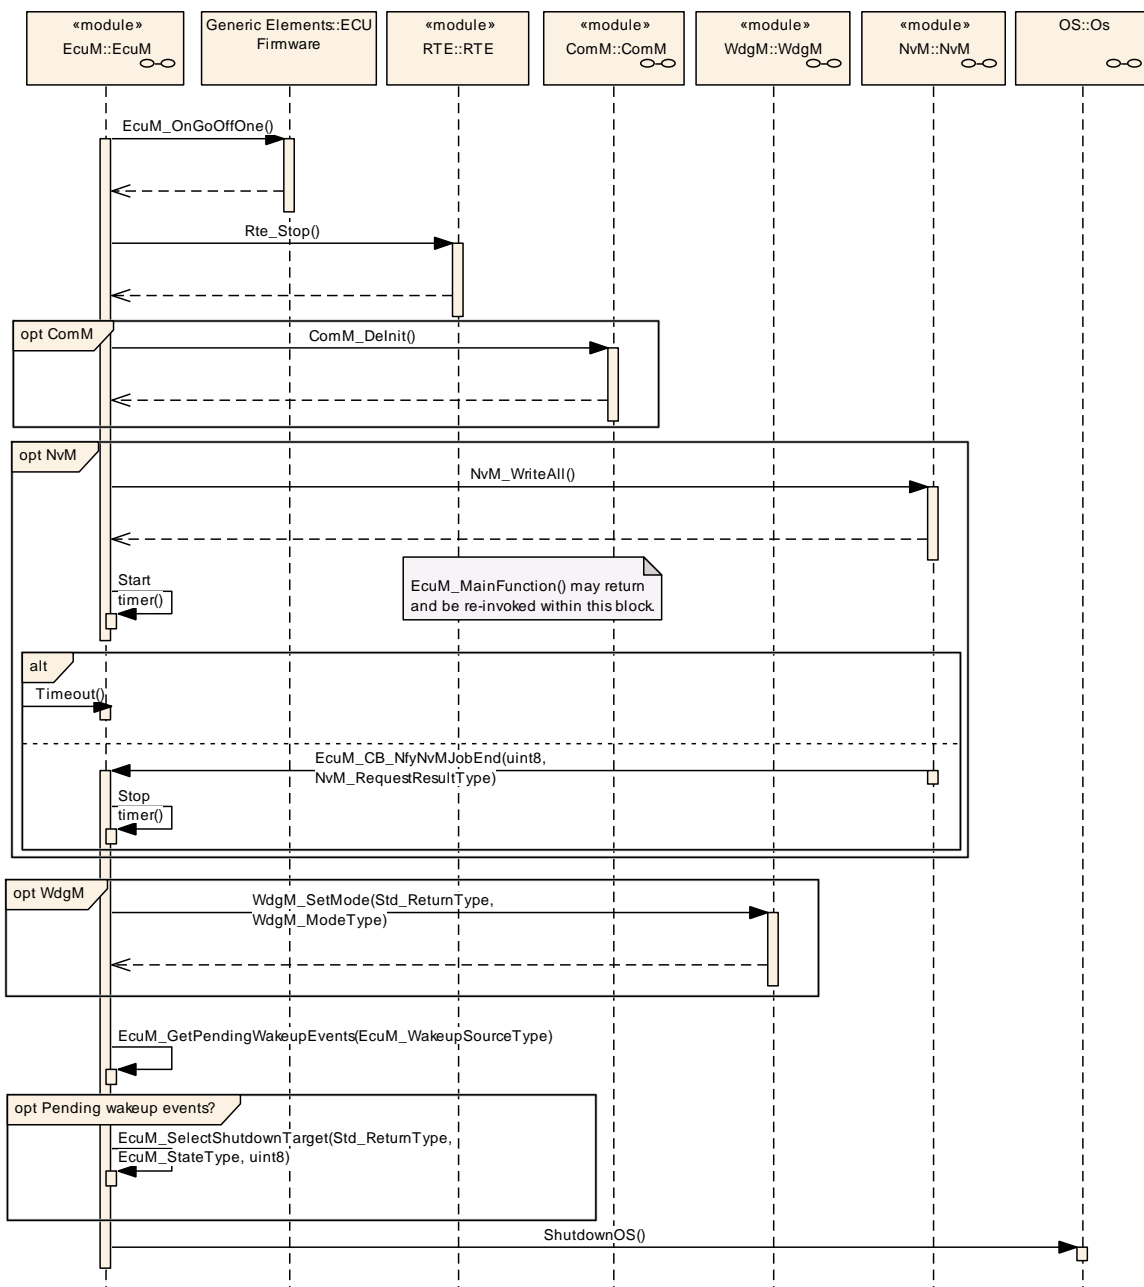 «module»
EcuM::EcuM
Generic Elements::ECU
Firmware
«module»
RTE::RTE
«module»
ComM::ComM
«module»
WdgM::WdgM
«module»
NvM::NvM
OS::Os
EcuM_OnGoOffOne()
Rte_Stop()
opt ComM
ComM_DeInit()
opt NvM
NvM_WriteAll()
Start
timer()
EcuM_MainFunction() may return
and be re-invoked within this block.
alt
Timeout()
EcuM_CB_NfyNvMJobEnd(uint8,
NvM_RequestResultType)
Stop
timer()
opt WdgM
WdgM_SetMode(Std_ReturnType,
WdgM_ModeType)
EcuM_GetPendingWakeupEvents(EcuM_WakeupSourceType)
opt Pending wakeup events?
EcuM_SelectShutdownTarget(Std_ReturnType,
EcuM_StateType, uint8)
ShutdownOS()